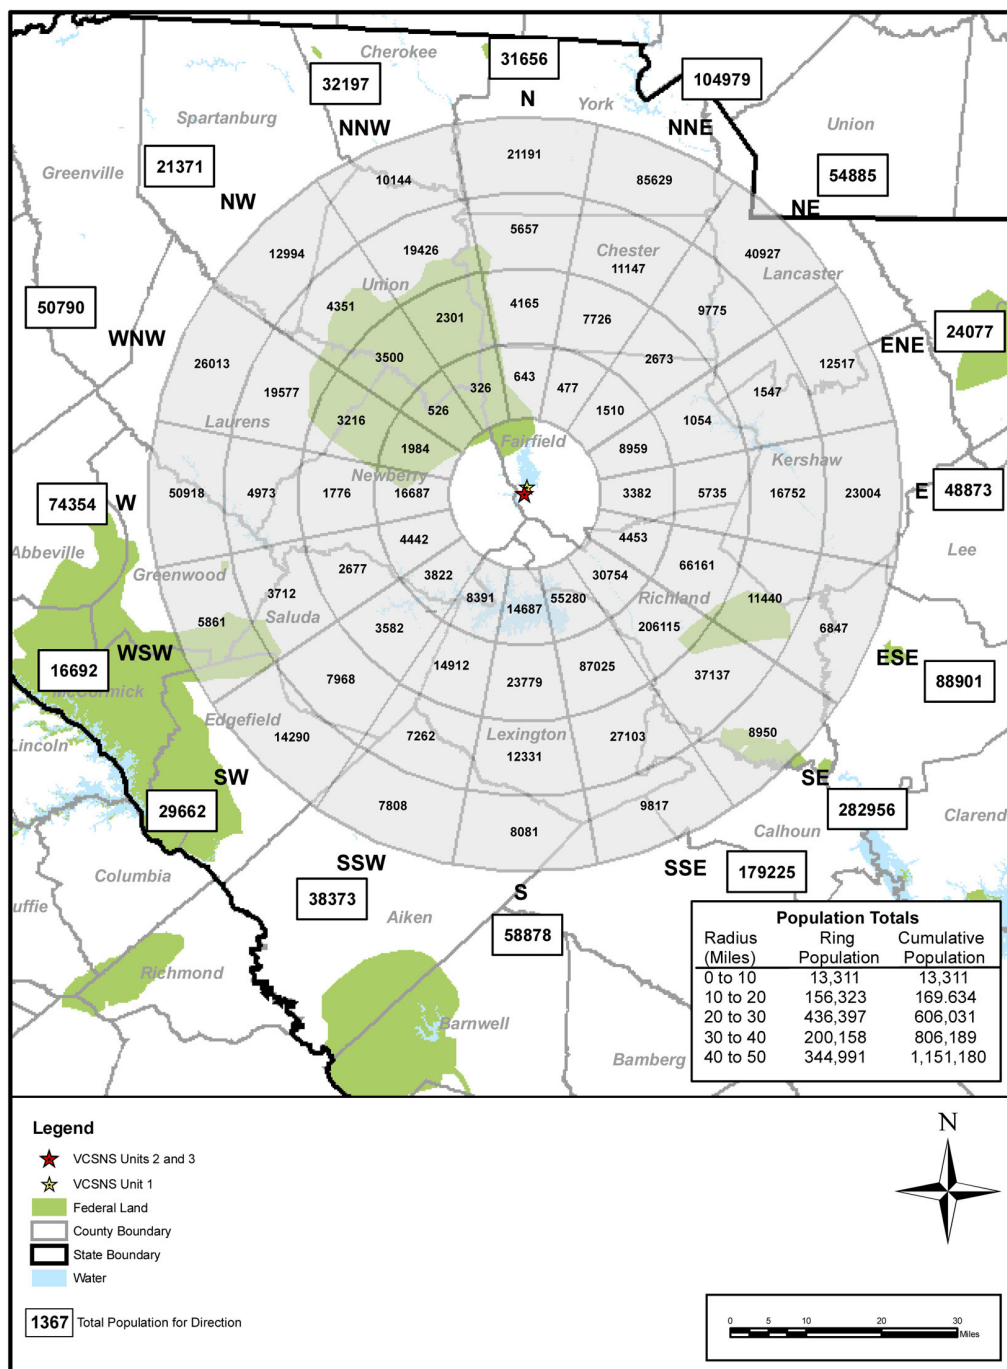 Cherokee
31656
32197
104979
N
York
Spartanburg
NNW
NNE
Union
Greenville
21371
54885
NW
NE
21191
10144
85629
5657
12994
19426
Chester
11147
40927
Lancaster
Union
4351
2301
4165
7726
9775
50790
WNW
24077
ENE
26013
3500
2673
12517
19577
326
643
477
1547
Laurens
3216
526
1510
1054
1984
Fairfield
8959
Kershaw
Newberry
50918
4973
1776
16687
3382
5735
16752
23004
E
48873
74354
W
4442
4453
Abbeville
Greenwood
2677
3822
30754
66161
Lee
3712
8391
14687
55280
Richland
11440
5861
Saluda
3582
206115
6847
16692
WSW
ESE
88901
McCormick
7968
14912
23779
87025
37137
Edgefield
14290
7262
Lexington
12331
27103
8950
Lincoln
SW
SE
29662
7808
8081
9817
282956
Calhoun
Clarend
SSW
SSE
179225
Columbia
38373
S
uffie
Aiken
58878
Richmond
Barnwell
Bamberg
Population Totals
Radius Ring Cumulative
(Miles) Population Population
0 to 10 13,311 13,311
10 to 20 156,323 169.634
20 to 30 436,397 606,031
30 to 40 200,158 806,189
40 to 50 344,991 1,151,180
Legend
VCSNS Units 2 and 3
VCSNS Unit 1
Federal Land
County Boundary
State Boundary
Water
1367 Total Population for Direction
N
0 5 10 20 30
Miles